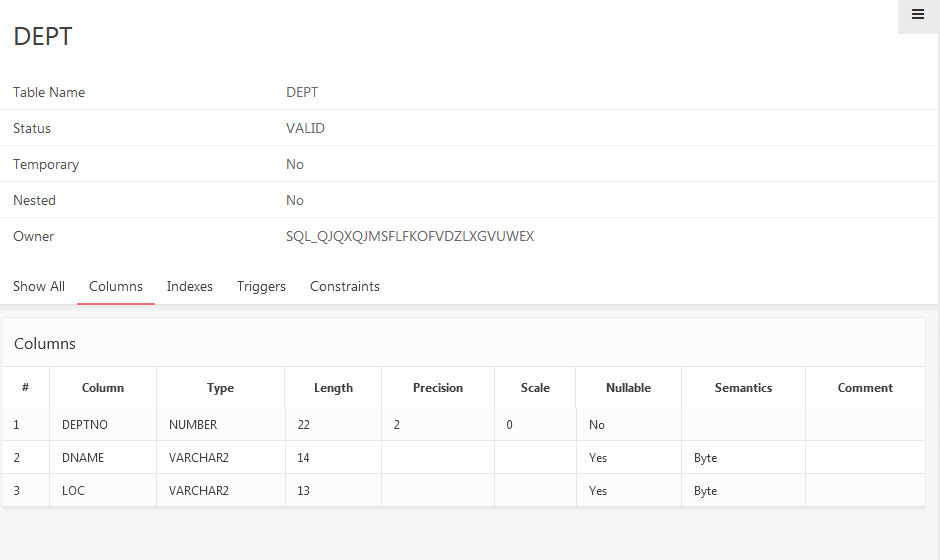 DEPT
Table Name DEPT
Status VALID
Temporary No
Nested No
Owner SQL_QJQXQJMSFLFKOFVDZLXGVUWEX
Show All Columns Indexes Triggers Constraints
Columns
# Column Type Length Precision Scale Nullable Semantics Comment
1 DEPTNO NUMBER 22 2 0 No
2 DNAME VARCHAR2 14 Yes Byte
3 LOC VARCHAR2 13 Yes Byte